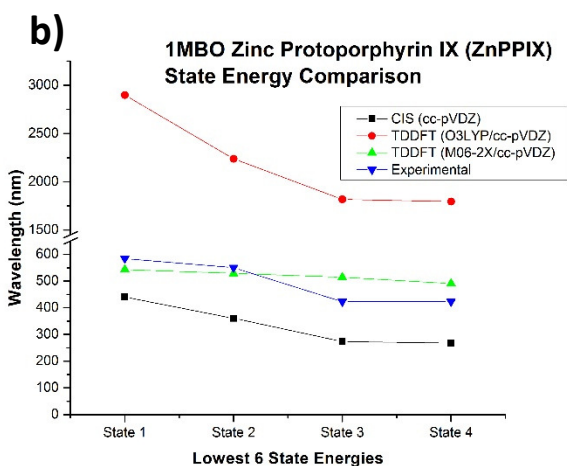 b)
1MBO Zinc Protoporphyrin IX (ZnPPIX)
State Energy Comparison
CIS (cc-pVDZ)
TDDFT (O3LYP/cc-pVDZ)
TDDFT (M06-2X/cc-pVDZ)
Experimental
Wavelength (nm)
3000
2500
2000
1500
600
500
400
300
200
100
0
State 1
State 2
State 3
State 4
Lowest 6 State Energies